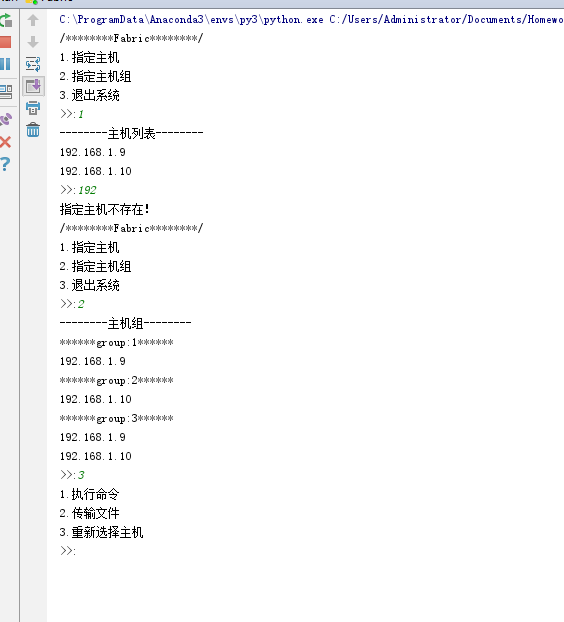 C:\ProgramData\Anaconda3\envs\py3\python.exe C:/Users/Administrator/Documents/Homewo
/********Fabric********/
1.指定主机
2.指定主机组
3.退出系统
>>:1
--------主机列表--------
192.168.1.9
192.168.1.10
>>:192
指定主机不存在!
/********Fabric********/
1.指定主机
2.指定主机组
3.退出系统
>>:2
--------主机组--------
******group:1******
192.168.1.9
******group:2******
192.168.1.10
******group:3******
192.168.1.9
192.168.1.10
>>:3
1.执行命令
2.传输文件
3.重新选择主机
>>: